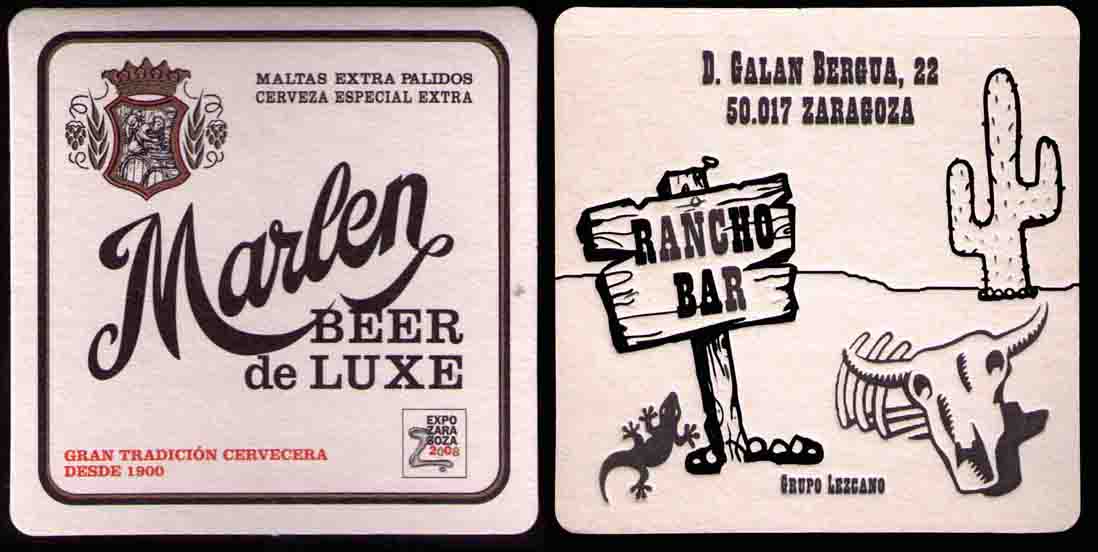 MALTAS EXTRA PALIDOS
CERVEZA ESPECIAL EXTRA
Marlen
BEER
de LUXE
GRAN TRADICIÓN CERVECERA
DESDE 1900
EXPO
ZARA
GOZA
2008
D. GALAN BERGUA, 22
50.017 ZARAGOZA
RANCHO
BAR
GRUPO LEZCANO